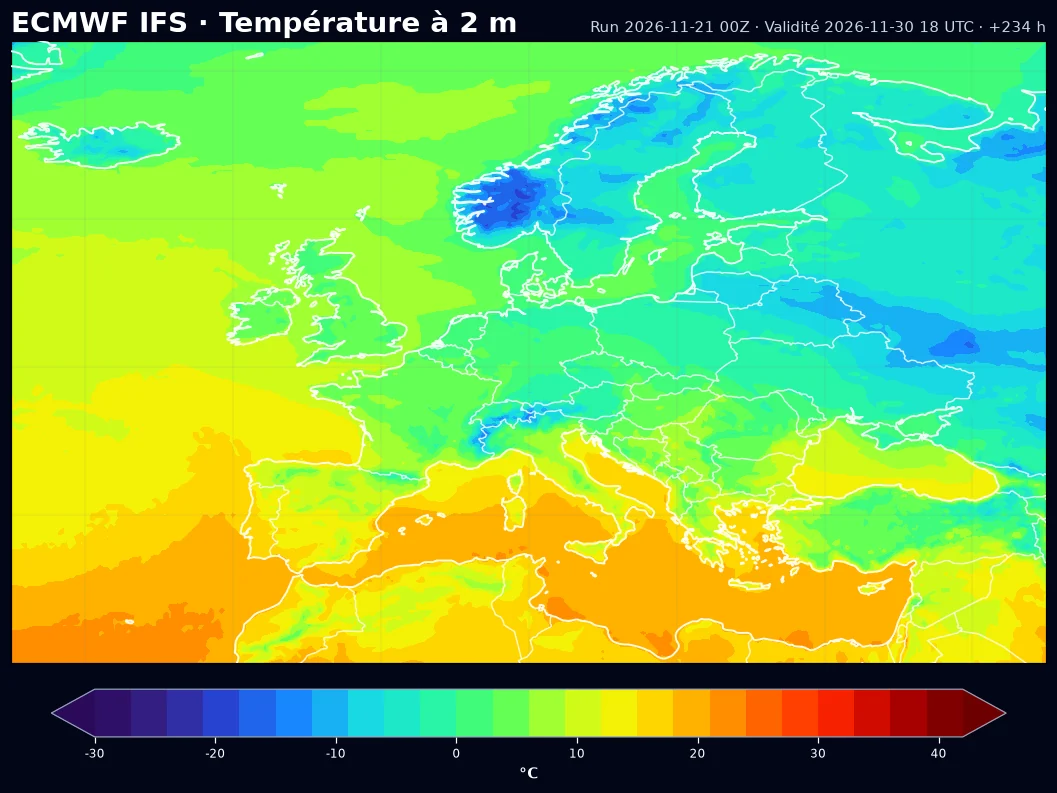 ECMWF IFS · Température à 2 m
Run 2026-11-21 00Z · Validité 2026-11-30 18 UTC · +234 h
-30 -20 -10 0 10 20 30 40
°C